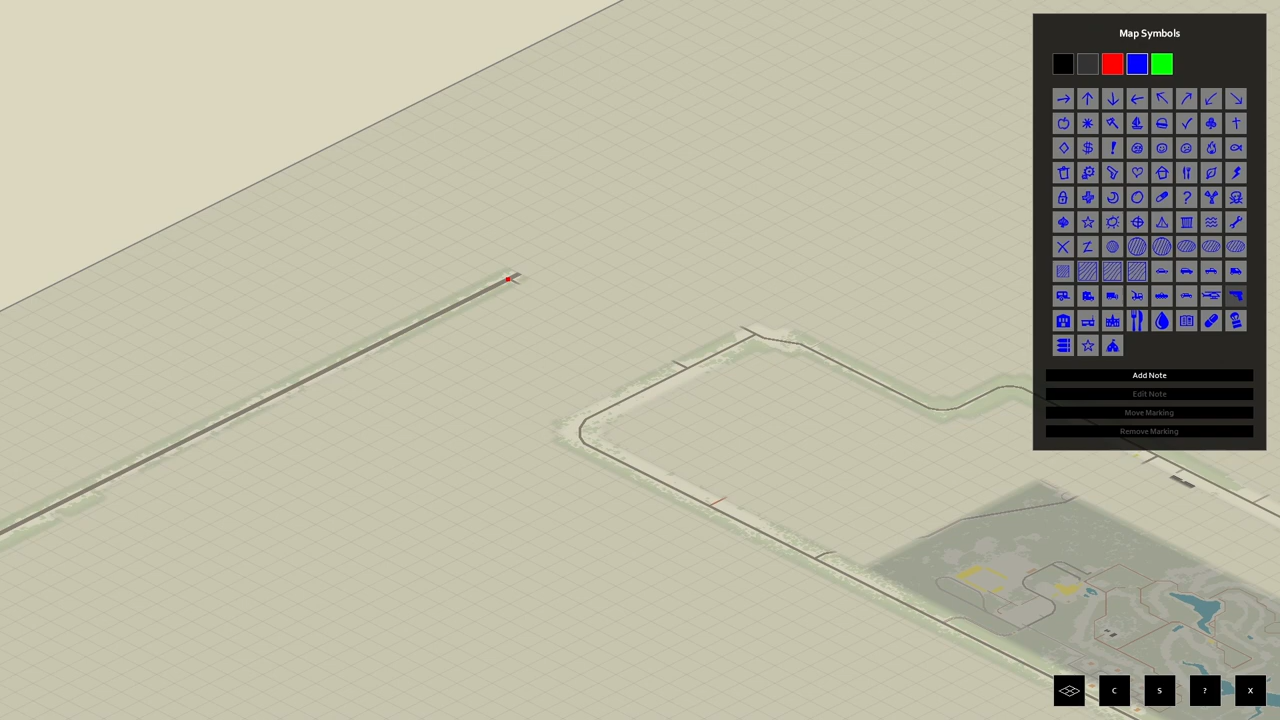 Map Symbols
Add Note
Edit Note
Move Marking
Remove Marking
C
S
?
X